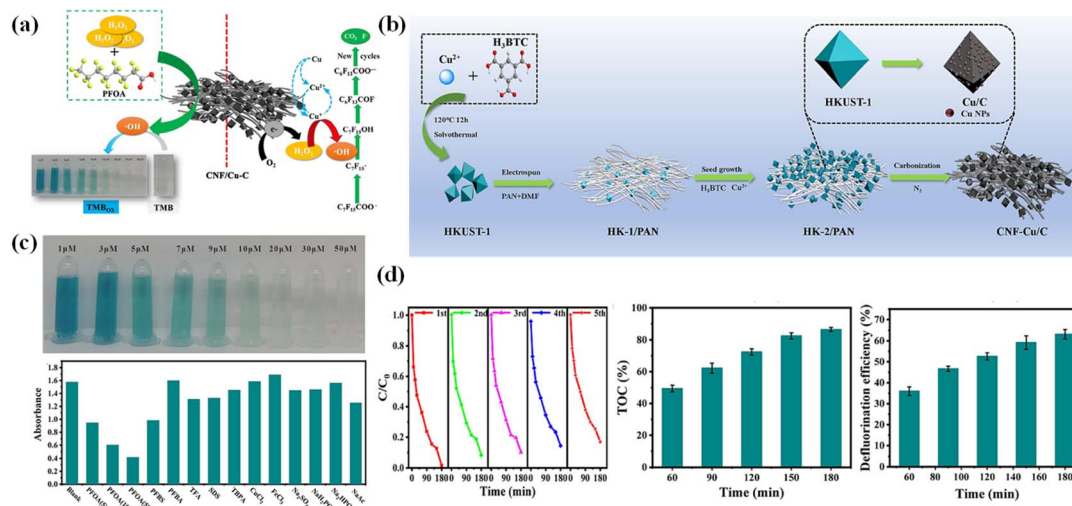 (a)
H₂O₂
H₂O₂ O₂
+
PFOA
·OH
TMBox
TMB
CNF/Cu-C
Cu
Cu²⁺
Cu⁺
e-
O₂
H₂O₂
·OH
CO₂ F
New cycles
C₇F₁₅OH
C₇F₁₅COO⁻
(b)
Cu²⁺
+
H₃BTC
120°C 12h
Solvothermal
HKUST-1
Electrospun
PAN+DMF
HK-1/PAN
Seed growth
H₃BTC Cu²⁺
HK-2/PAN
Carbonization
N₂
CNF-Cu/C
HKUST-1
Cu/C
Cu NPs
(c)
1μM 3μM 5μM 7μM 9μM 10μM 20μM 30μM 50μM
Absorbance
1.8
1.6
1.4
1.2
1.0
0.8
0.6
0.4
0.2
0.0
Blank
PFBS
PFBA
TFA
SDS
CaCl₂
FeCl₃
NaAc
(d)
C/C₀
1.0
0.8
0.6
0.4
0.2
0.0
1st 2nd 3rd 4th 5th
0 90 180 0 90 180 0 90 180 0 90 180 0 90 180
Time (min)
TOC (%)
100
80
60
40
20
0
60 90 120 150 180
Time (min)
Defluorination efficiency (%)
70
60
50
40
30
20
10
0
60 80 100 120 140 160 180
Time (min)